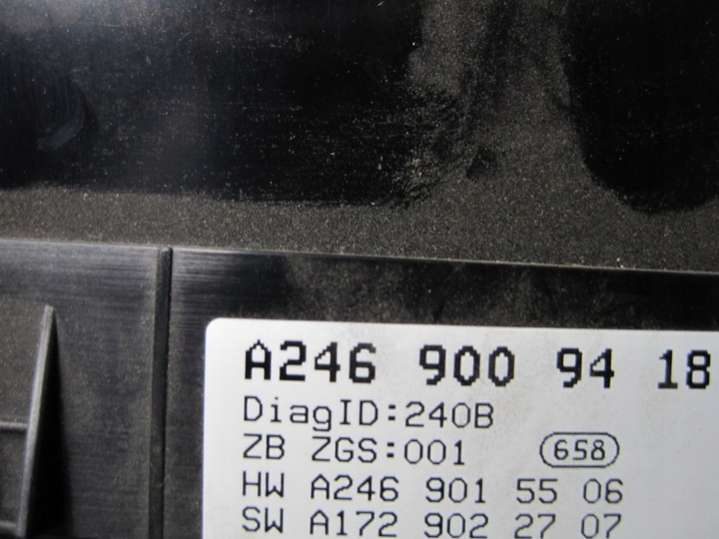 A246 900 94 18
DiagID:240B
ZB ZGS:001 658
HW A246 901 55 06
SW A172 902 27 07